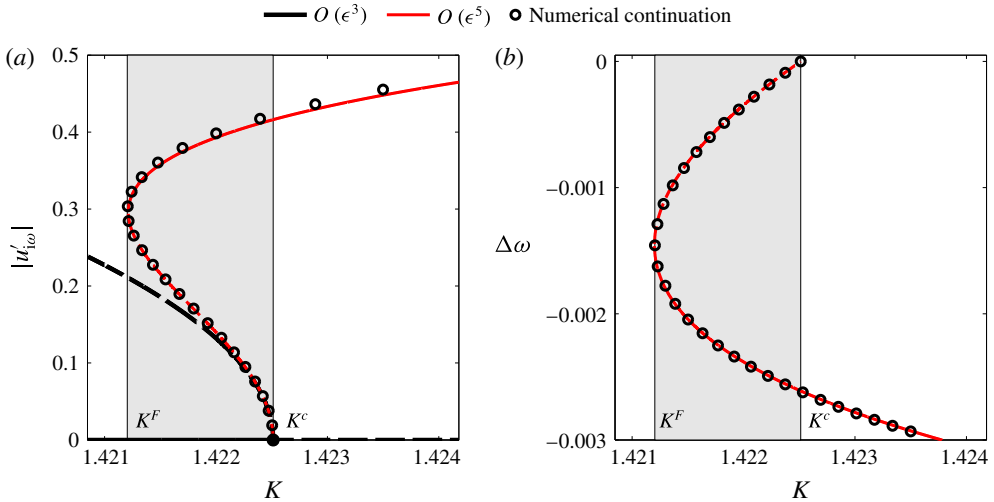 O (ϵ³) O (ϵ⁵) Numerical continuation
(a)
0.5
0.4
0.3
0.2
0.1
0
|u′iω|
K^F
K^c
1.421 1.422 1.423 1.424
K
(b)
0
−0.001
−0.002
−0.003
Δω
K^F
K^c
1.421 1.422 1.423 1.424
K